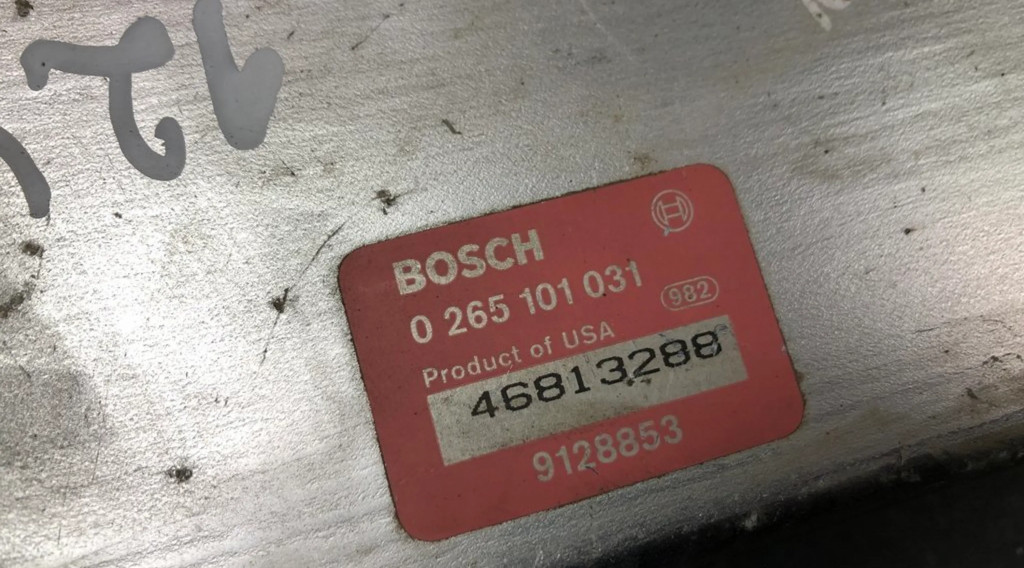 BOSCH
0 265 101 031
982
Product of USA
46813288
9128853